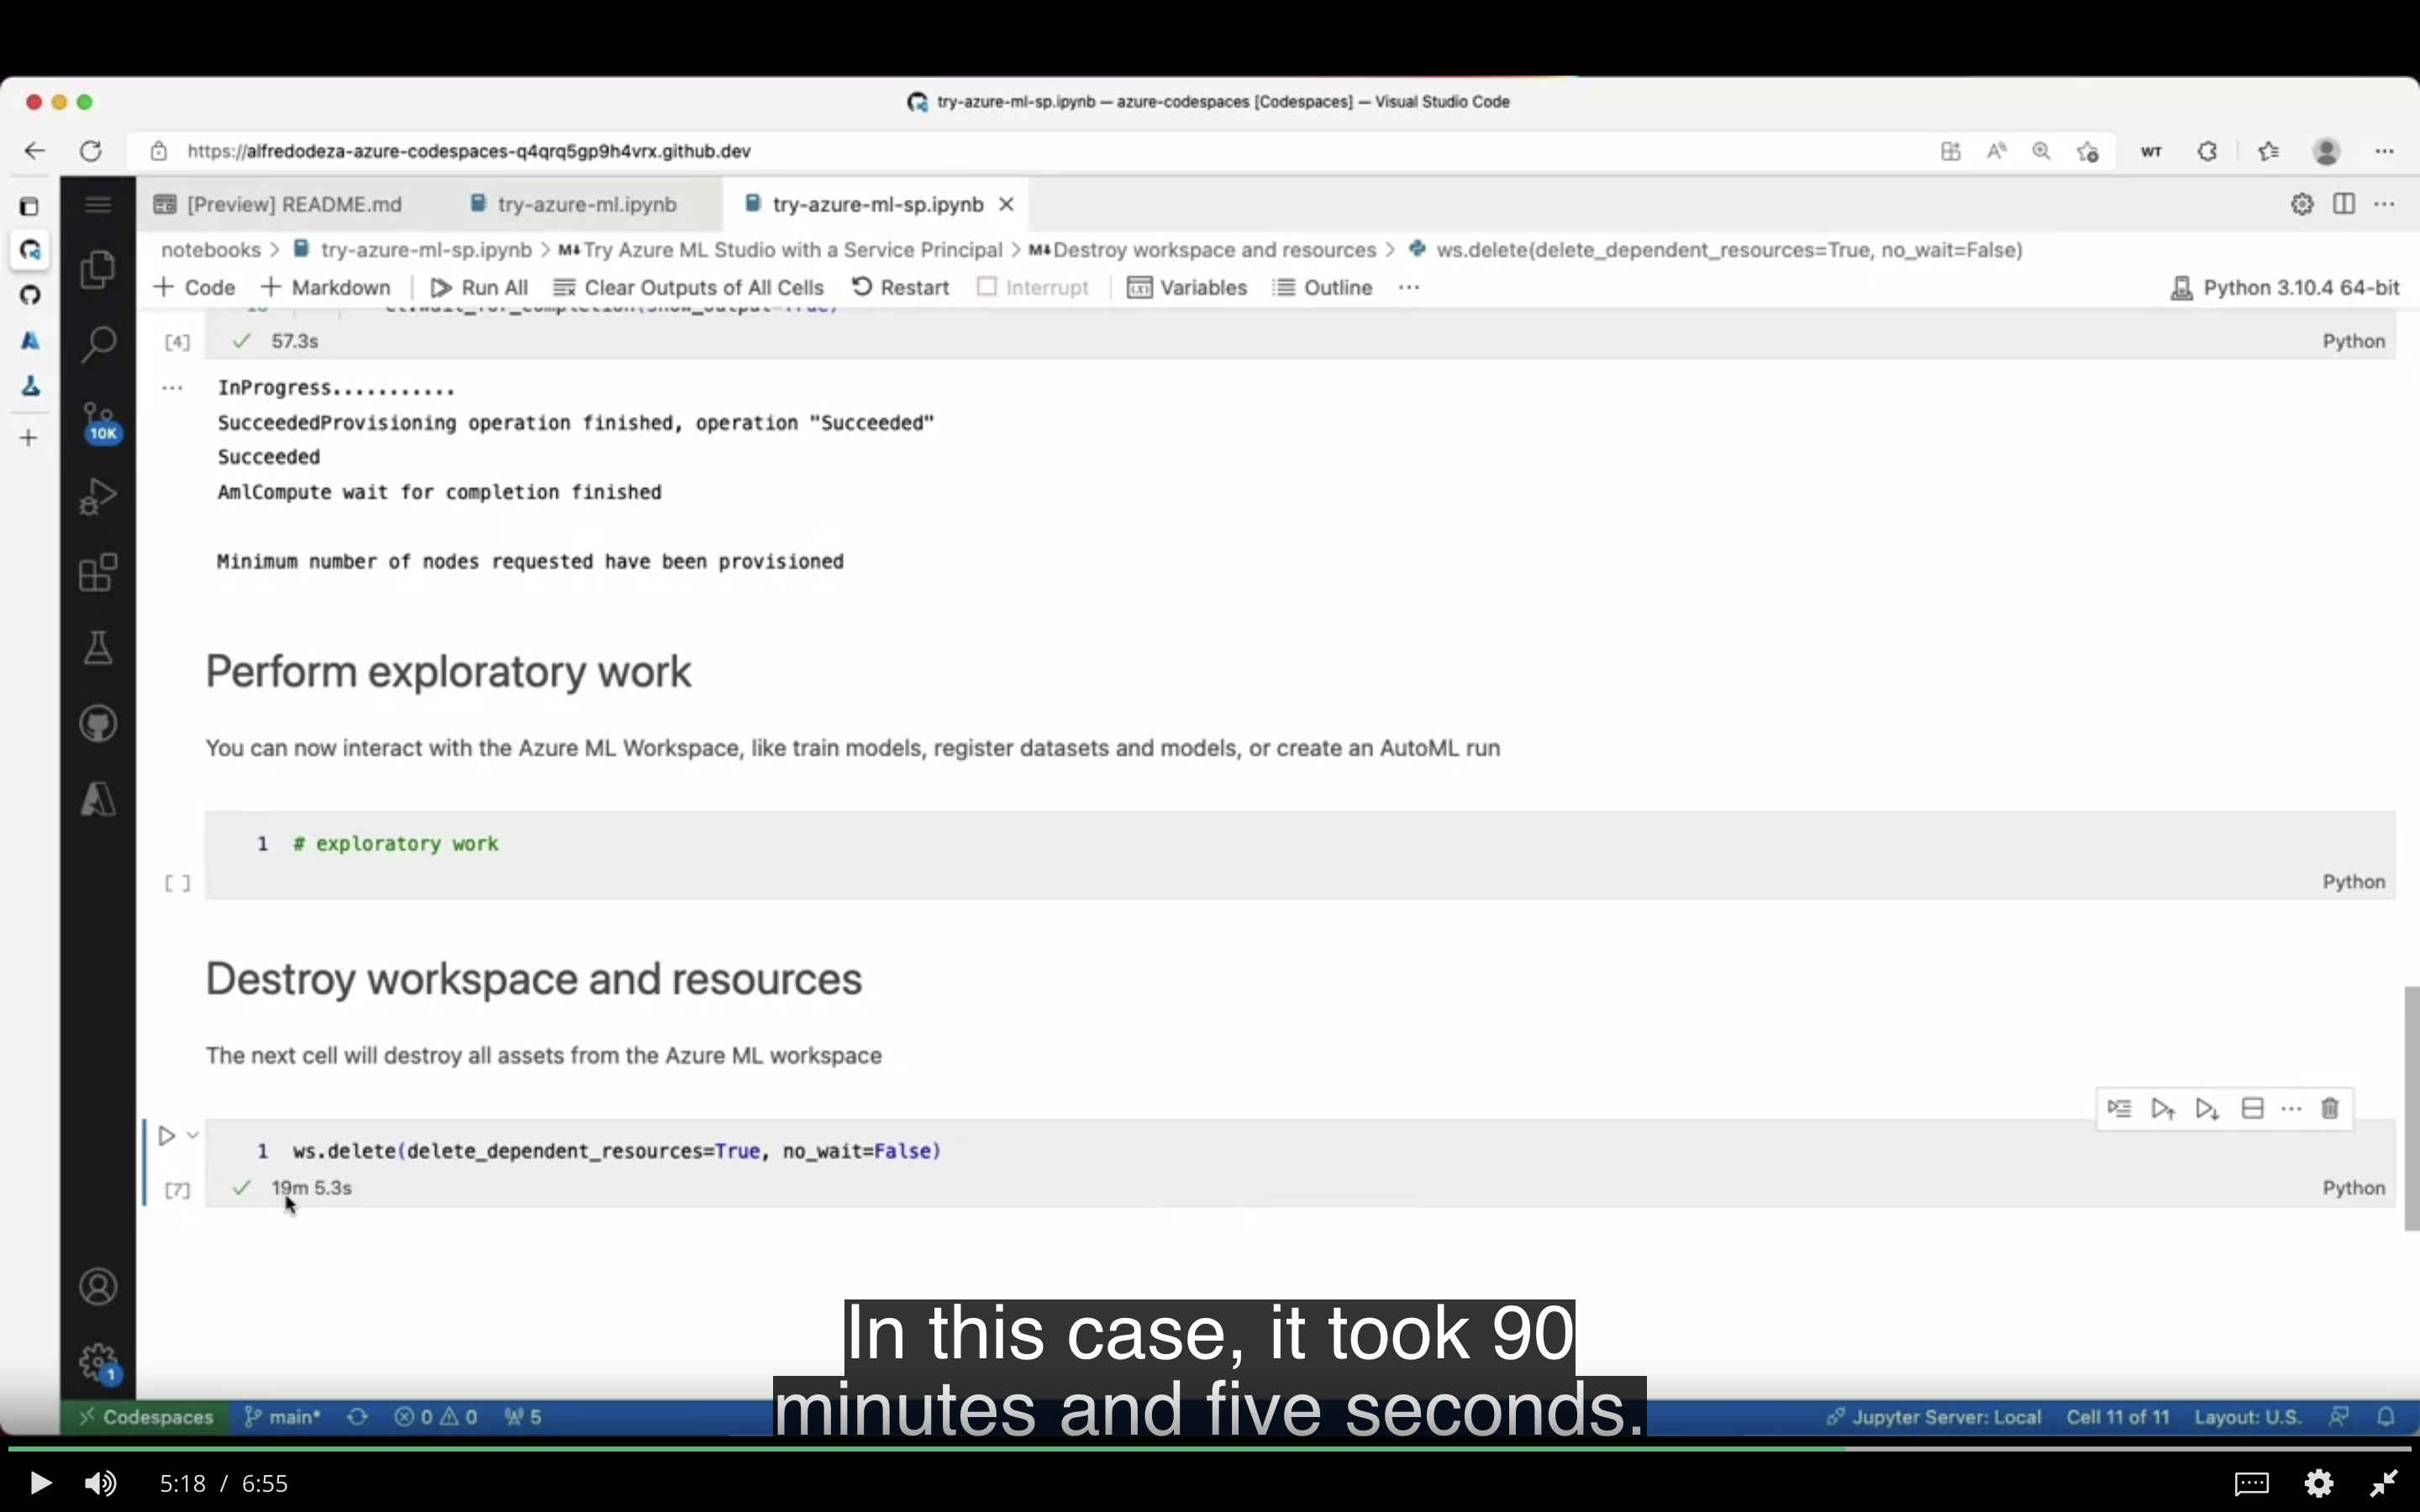 try-azure-ml-sp.ipynb — azure-codespaces [Codespaces] — Visual Studio Code
https://alfredodeza-azure-codespaces-q4qrq5gp9h4vrx.github.dev
WT
[Preview] README.md try-azure-ml.ipynb try-azure-ml-sp.ipynb
notebooks > try-azure-ml-sp.ipynb > M↓Try Azure ML Studio with a Service Principal > M↓Destroy workspace and resources > ws.delete(delete_dependent_resources=True, no_wait=False)
+ Code + Markdown Run All Clear Outputs of All Cells Restart Interrupt Variables Outline ... Python 3.10.4 64-bit
[4] ✓ 57.3s Python
... InProgress...........
SucceededProvisioning operation finished, operation "Succeeded"
10K
Succeeded
AmlCompute wait for completion finished
Minimum number of nodes requested have been provisioned
Perform exploratory work
You can now interact with the Azure ML Workspace, like train models, register datasets and models, or create an AutoML run
1 # exploratory work
[ ] Python
Destroy workspace and resources
The next cell will destroy all assets from the Azure ML workspace
1 ws.delete(delete_dependent_resources=True, no_wait=False)
[7] ✓ 19m 5.3s Python
In this case, it took 90
minutes and five seconds.
1
Codespaces main* 0 0 5 Jupyter Server: Local Cell 11 of 11 Layout: U.S.
5:18 / 6:55